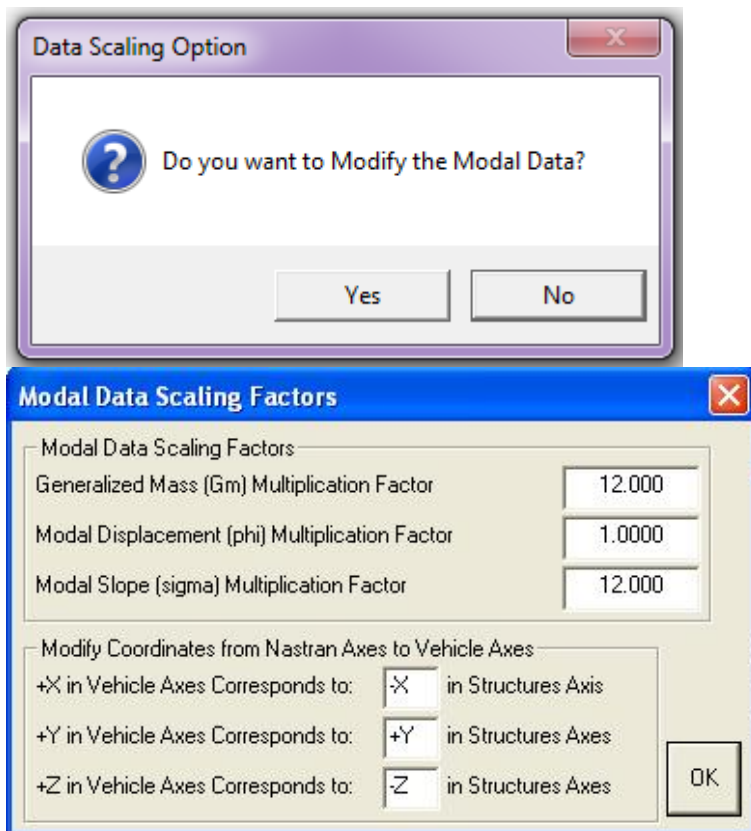 Data Scaling Option
Do you want to Modify the Modal Data?
Yes No
Modal Data Scaling Factors
Modal Data Scaling Factors
Generalized Mass (Gm) Multiplication Factor 12.000
Modal Displacement (phi) Multiplication Factor 1.0000
Modal Slope (sigma) Multiplication Factor 12.000
Modify Coordinates from Nastran Axes to Vehicle Axes
+X in Vehicle Axes Corresponds to: -X in Structures Axis
+Y in Vehicle Axes Corresponds to: +Y in Structures Axes
+Z in Vehicle Axes Corresponds to: -Z in Structures Axes
OK